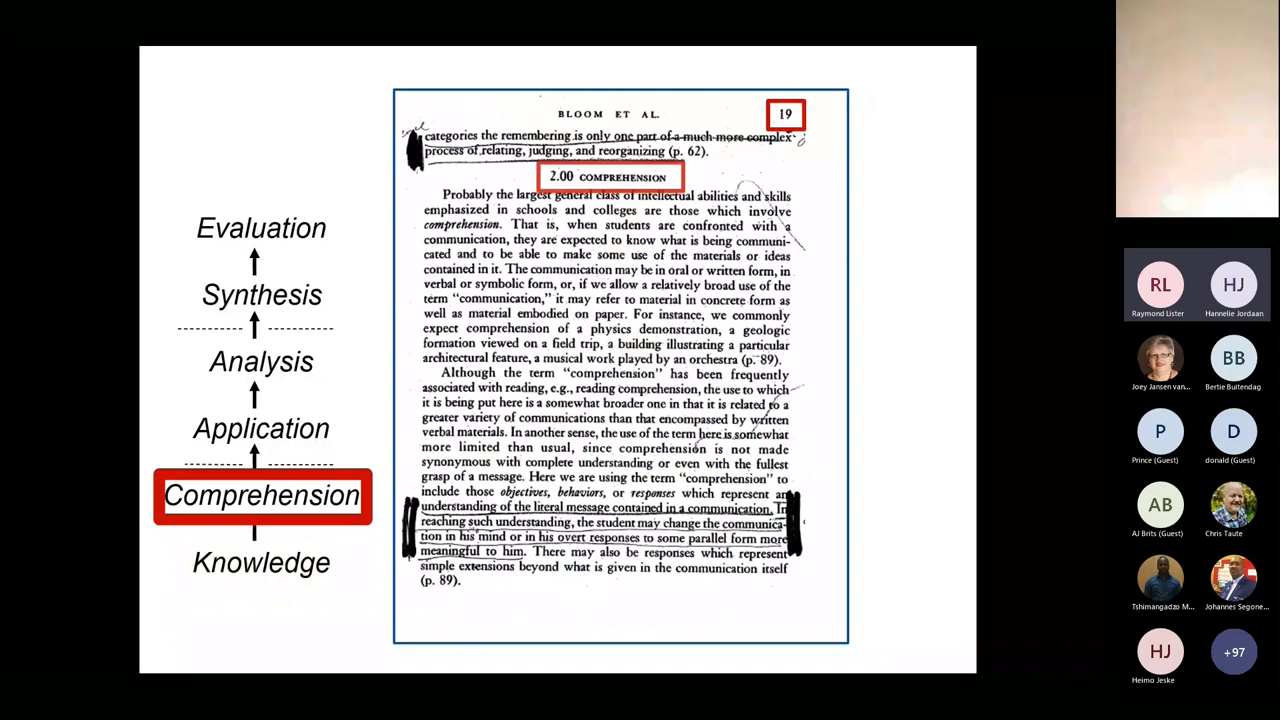 Evaluation
Synthesis
Analysis
Application
Comprehension
Knowledge
BLOOM ET AL.
19
categories the remembering is only one part of a much more complex
process of relating, judging, and reorganizing (p. 62).
2.00 COMPREHENSION
Probably the largest general class of intellectual abilities and skills
emphasized in schools and colleges are those which involve
comprehension. That is, when students are confronted with a
communication, they are expected to know what is being communi-
cated and to be able to make some use of the materials or ideas
contained in it. The communication may be in oral or written form, in
verbal or symbolic form, or, if we allow a relatively broad use of the
term "communication," it may refer to material in concrete form as
well as material embodied on paper. For instance, we commonly
expect comprehension of a physics demonstration, a geologic
formation viewed on a field trip, a building illustrating a particular
architectural feature, a musical work played by an orchestra (p. 89).
Although the term "comprehension" has been frequently
associated with reading, e.g., reading comprehension, the use to which
it is being put here is a somewhat broader one in that it is related to a
greater variety of communications than that encompassed by written
verbal materials. In another sense, the use of the term here is somewhat
more limited than usual, since comprehension is not made
synonymous with complete understanding or even with the fullest
grasp of a message. Here we are using the term "comprehension" to
include those objectives, behaviors, or responses which represent an
understanding of the literal message contained in a communication. In
reaching such understanding, the student may change the communica-
tion in his mind or in his overt responses to some parallel form more
meaningful to him. There may also be responses which represent
simple extensions beyond what is given in the communication itself
(p. 89).
RL
HJ
Raymond Lister
Hannelie Jordaan
BB
Joey Jansen van...
Bertie Buitendag
P
D
Prince (Guest)
donald (Guest)
AB
AJ Brits (Guest)
Chris Taute
Tshimangadzo M...
Johannes Segone...
HJ
+97
Heimo Jeske